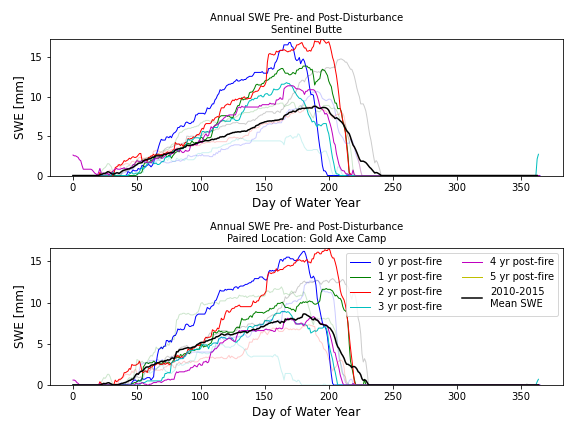 Annual SWE Pre- and Post-Disturbance
Sentinel Butte
SWE [mm]
15
10
5
0
0 50 100 150 200 250 300 350
Day of Water Year
Annual SWE Pre- and Post-Disturbance
Paired Location: Gold Axe Camp
SWE [mm]
15
10
5
0
0 yr post-fire
1 yr post-fire
2 yr post-fire
3 yr post-fire
4 yr post-fire
5 yr post-fire
2010-2015
Mean SWE
0 50 100 150 200 250 300 350
Day of Water Year